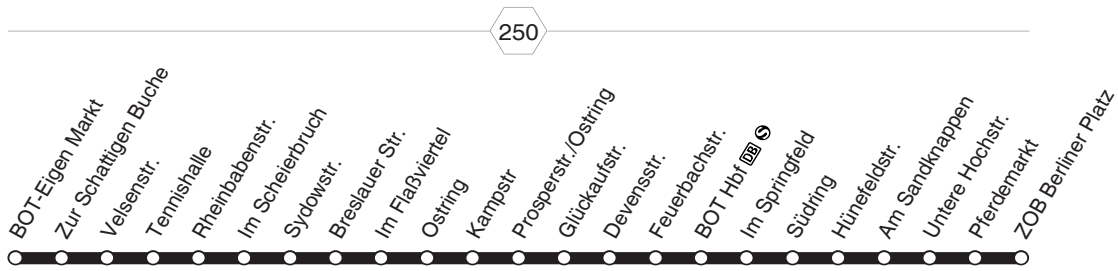 250
BOT-Eigen Markt
Zur Schattigen Buche
Velsenstr.
Tennishalle
Rheinbabenstr.
Im Scheierbruch
Sydowstr.
Breslauer Str.
Im Flaßviertel
Ostring
Kampstr
Prosperstr./Ostring
Glückaufstr.
Devensstr.
Feuerbachstr.
BOT Hbf DB S
Im Springfeld
Südring
Hünefeldstr.
Am Sandknappen
Untere Hochstr.
Pferdemarkt
ZOB Berliner Platz